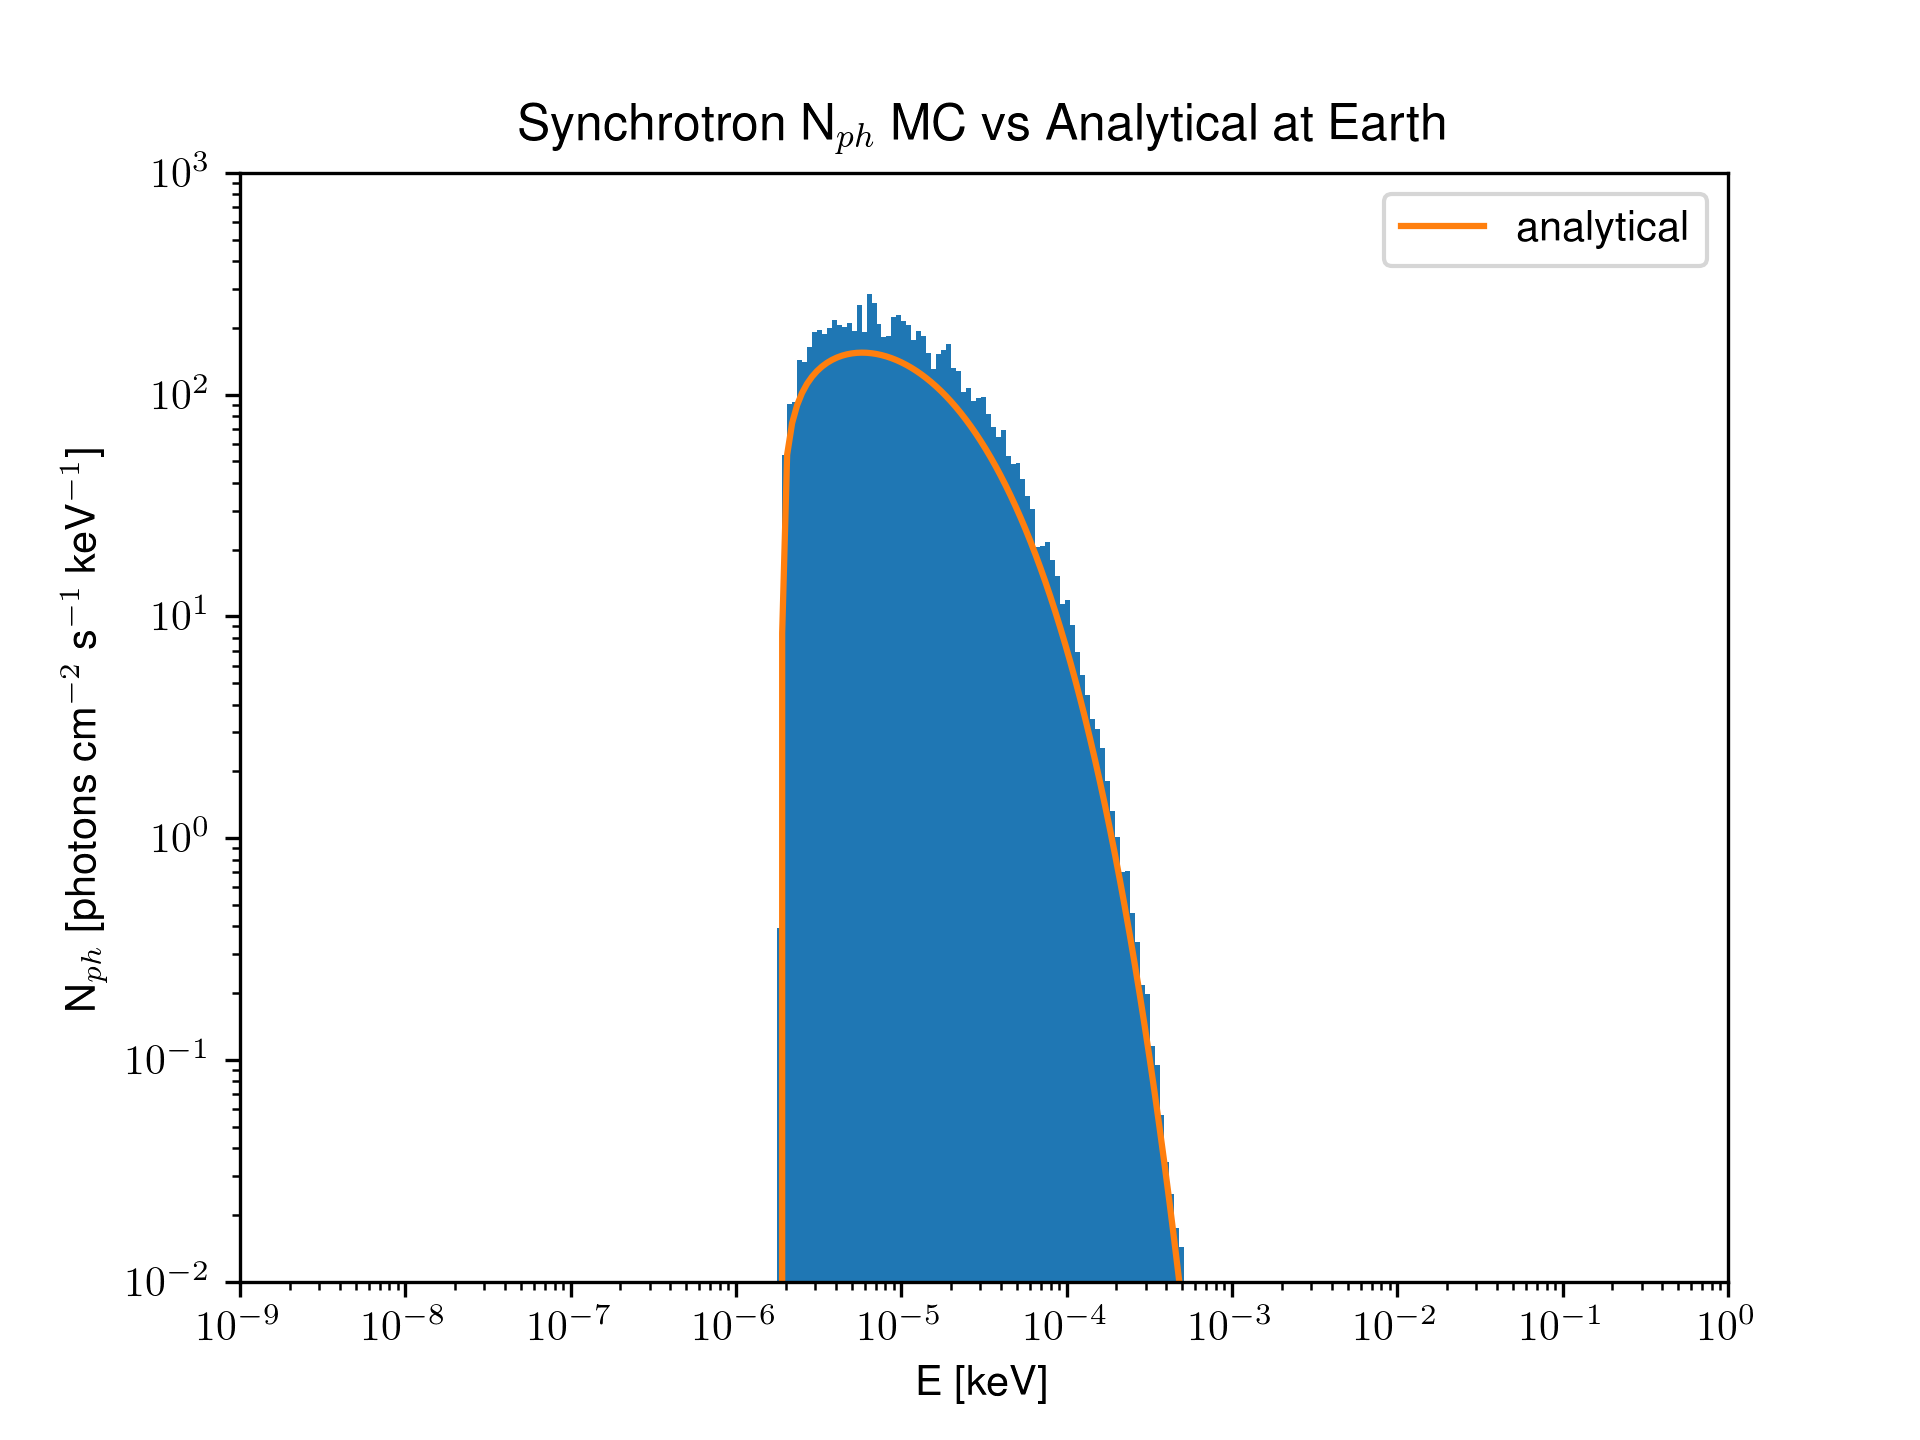 Synchrotron N_{ph} MC vs Analytical at Earth
analytical
N_{ph} [photons cm^{-2} s^{-1} keV^{-1}]
10^{3}
10^{2}
10^{1}
10^{0}
10^{-1}
10^{-2}
10^{-9} 10^{-8} 10^{-7} 10^{-6} 10^{-5} 10^{-4} 10^{-3} 10^{-2} 10^{-1} 10^{0}
E [keV]